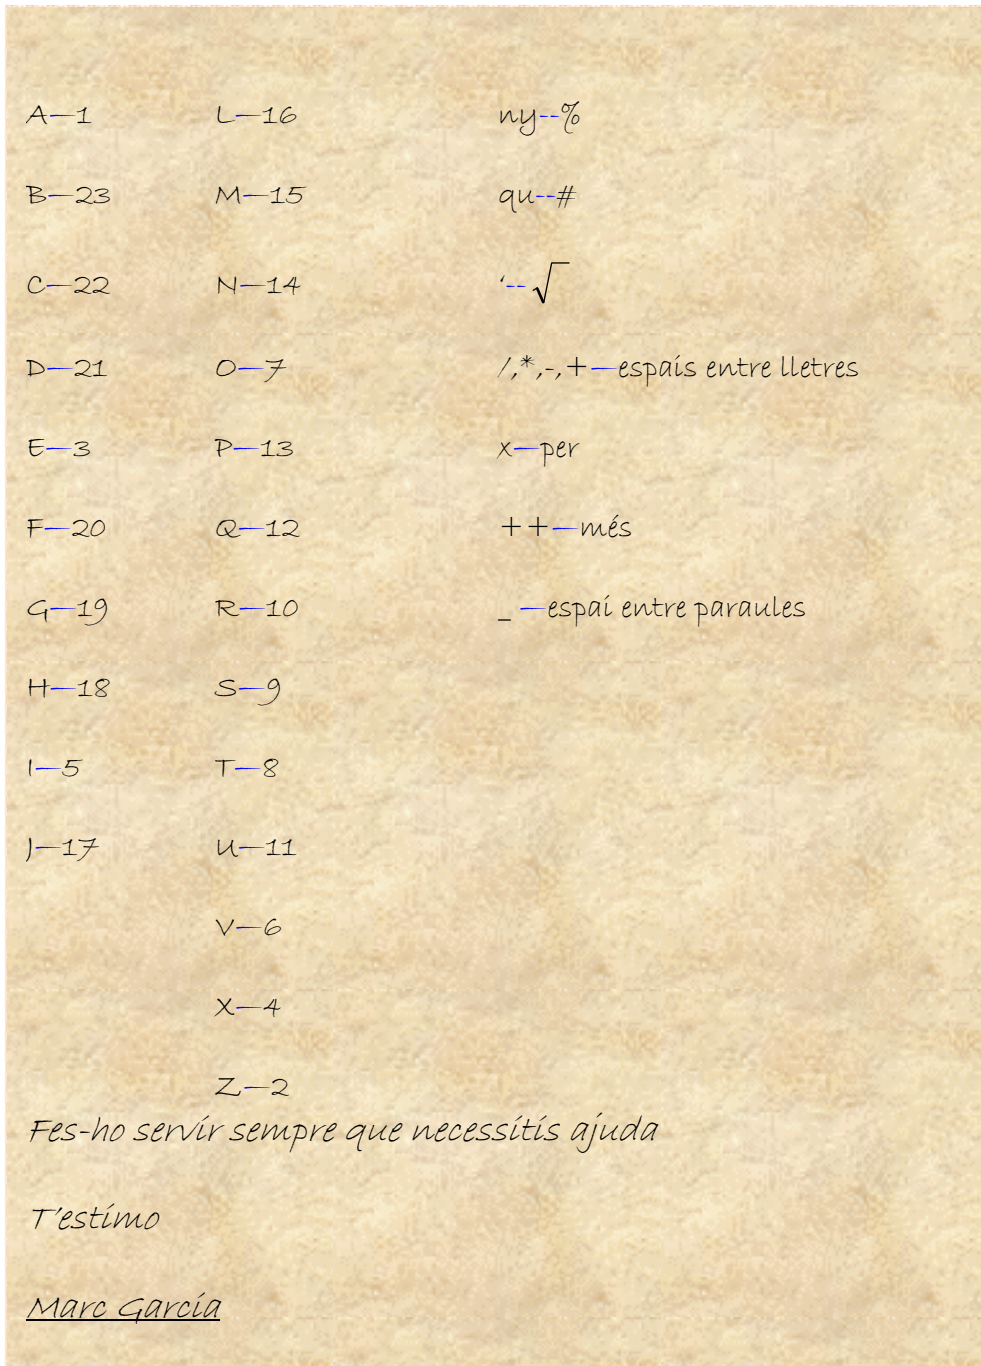 A—1 L—16 ny--%
B—23 M—15 qu--#
C—22 N—14 ‘--√
D—21 O—7 /,*,-,+—espais entre lletres
E—3 P—13 x—per
F—20 Q—12 ++—més
G—19 R—10 _ —espai entre paraules
H—18 S—9
I—5 T—8
J—17 U—11
V—6
X—4
Z—2
Fes-ho servir sempre que necessitis ajuda
T'estimo
Marc García